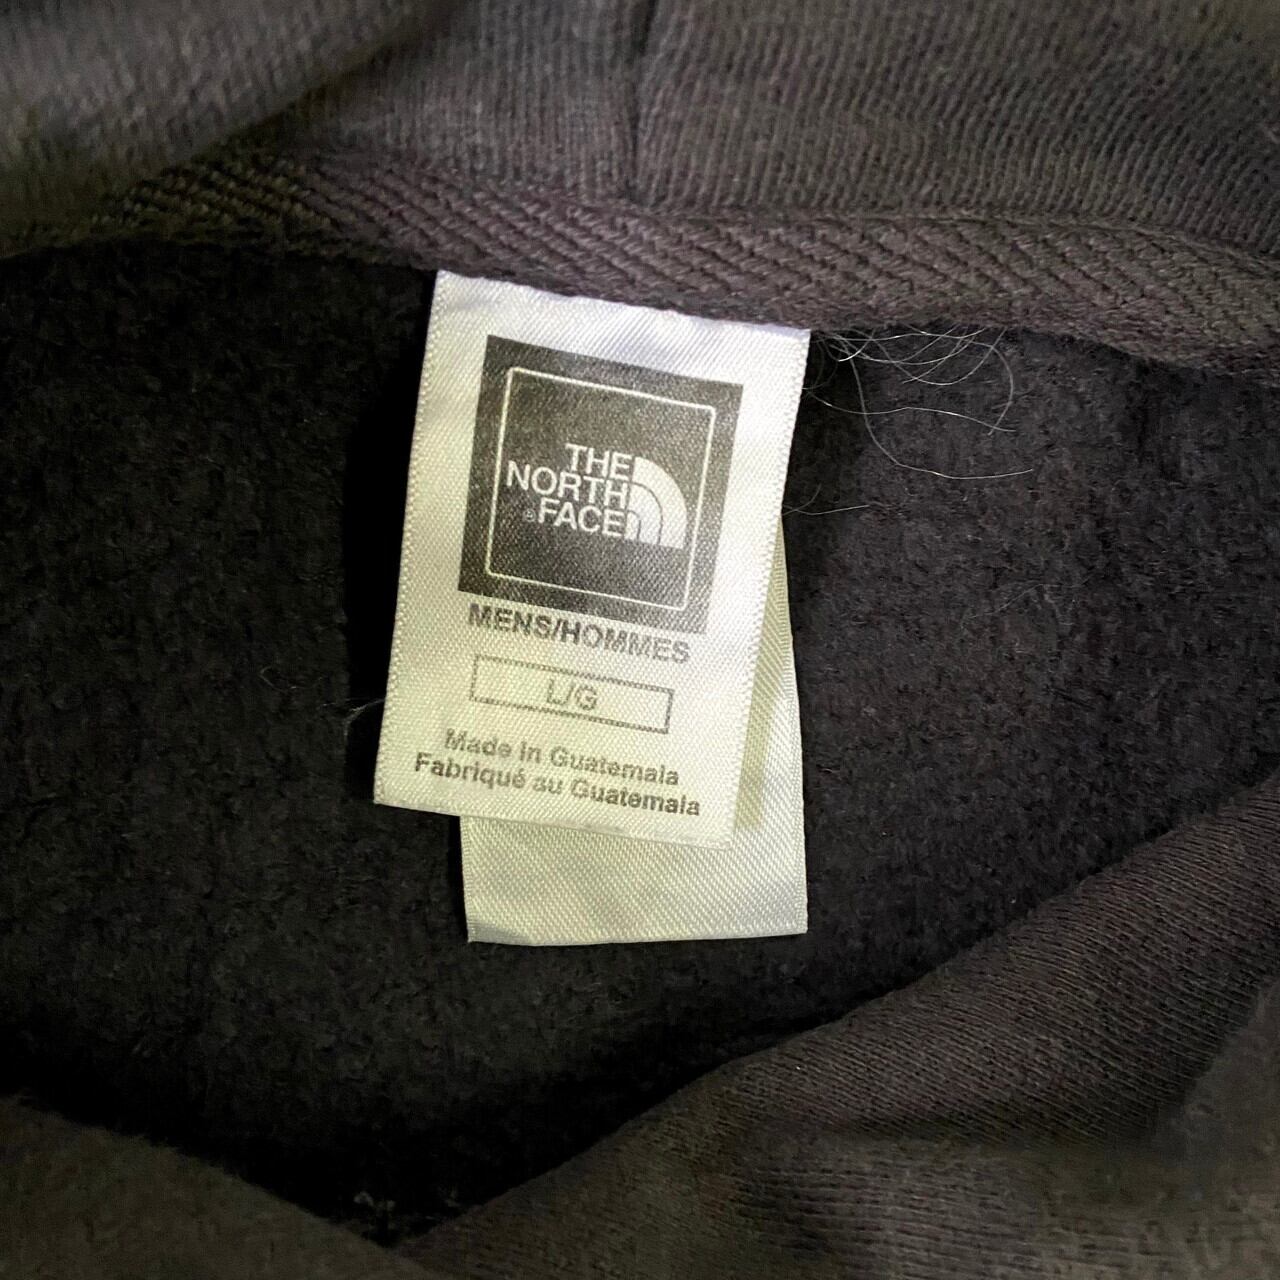 THE
NORTH
®FACE
MENS/HOMMES
L/G
Made in Guatemala
Fabriqué au Guatemala